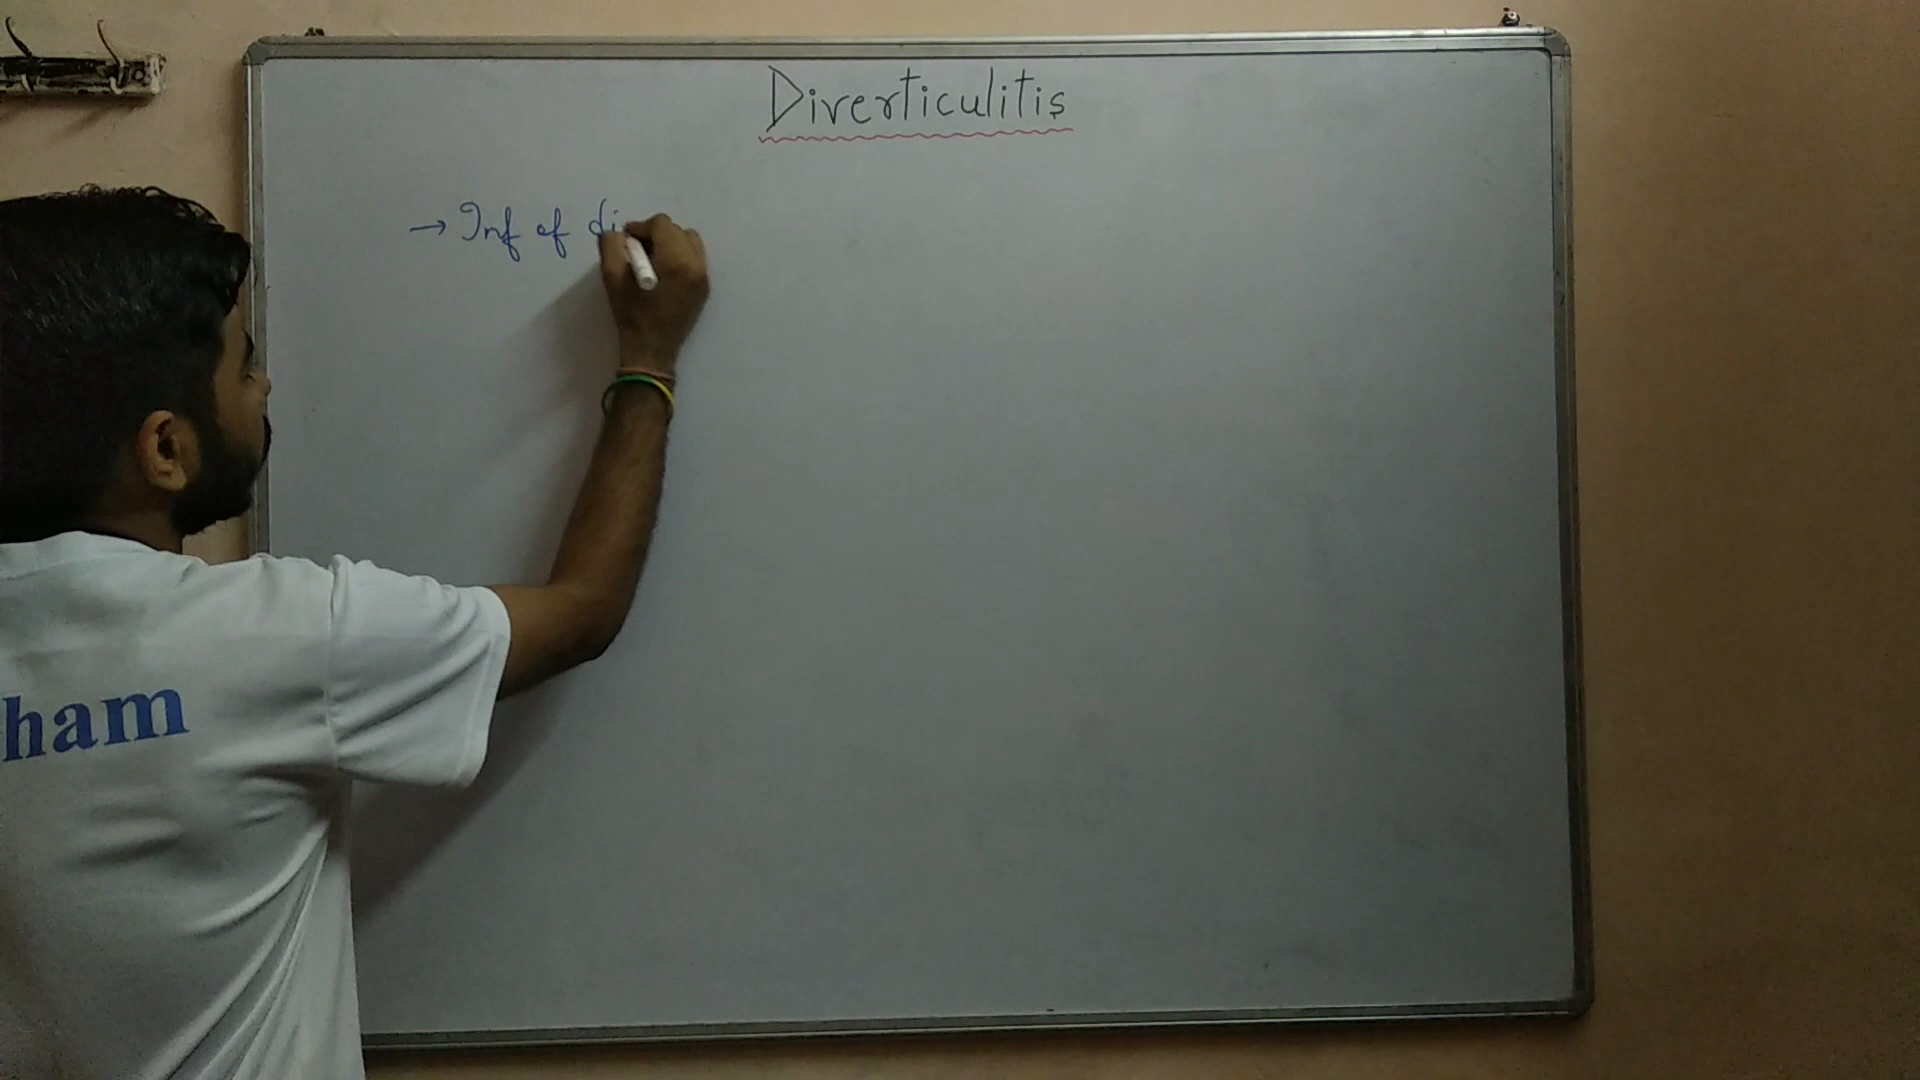 Diverticulitis
→ Inf of di
ham